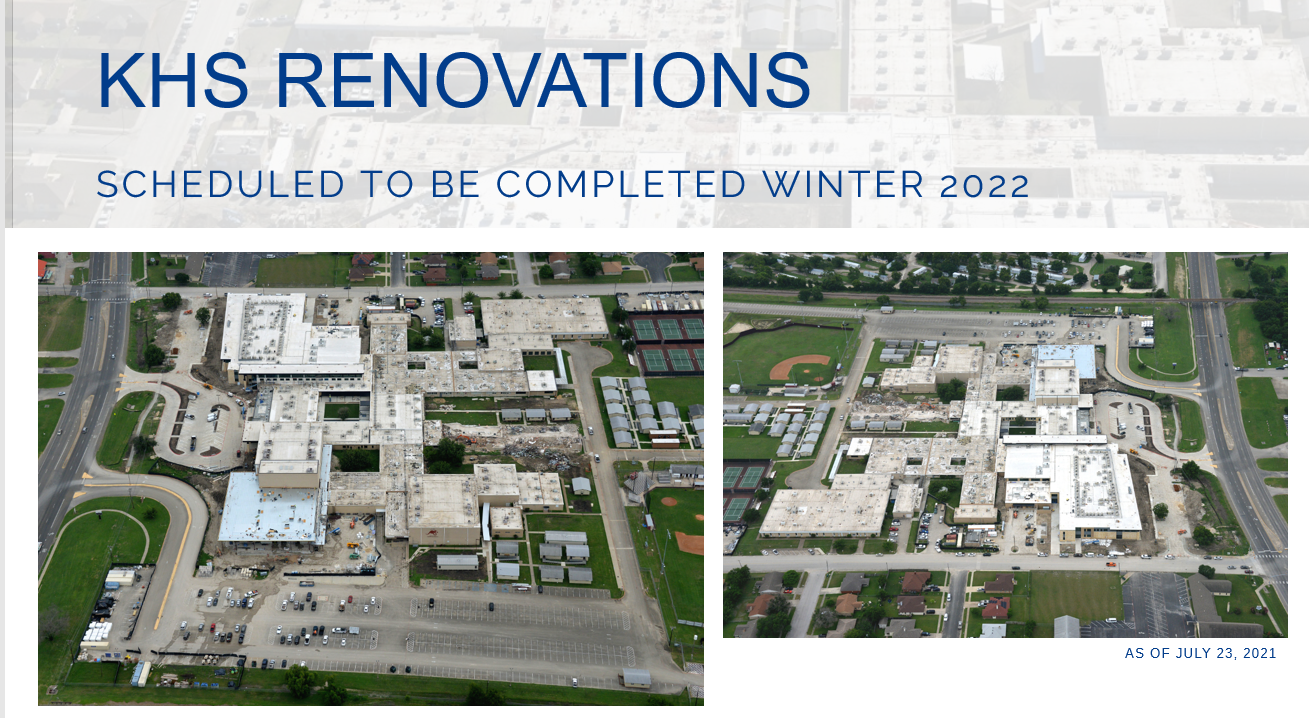 KHS RENOVATIONS
SCHEDULED TO BE COMPLETED WINTER 2022
AS OF JULY 23, 2021